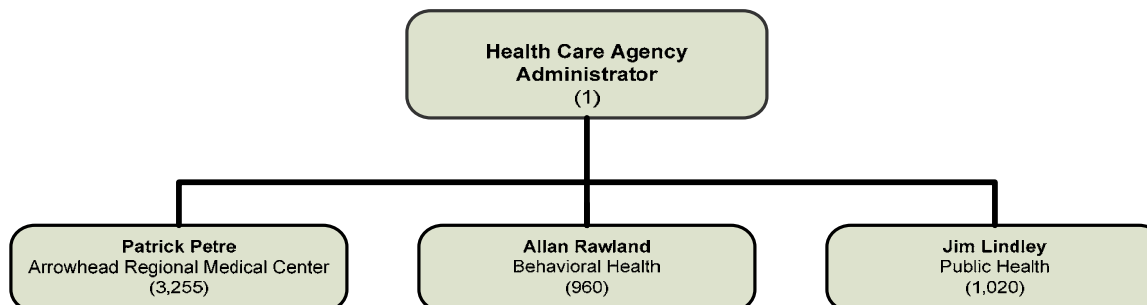 Health Care Agency
Administrator
(1)
Patrick Petre
Arrowhead Regional Medical Center
(3,255)
Allan Rawland
Behavioral Health
(960)
Jim Lindley
Public Health
(1,020)